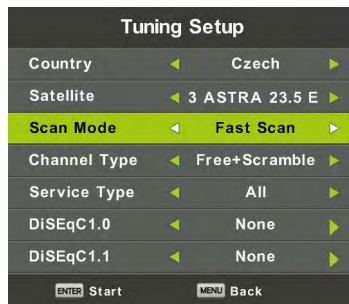 Tuning Setup
Country Czech
Satellite 3 ASTRA 23.5 E
Scan Mode Fast Scan
Channel Type Free+Scramble
Service Type All
DiSEqC1.0 None
DiSEqC1.1 None
ENTER Start MENU Back